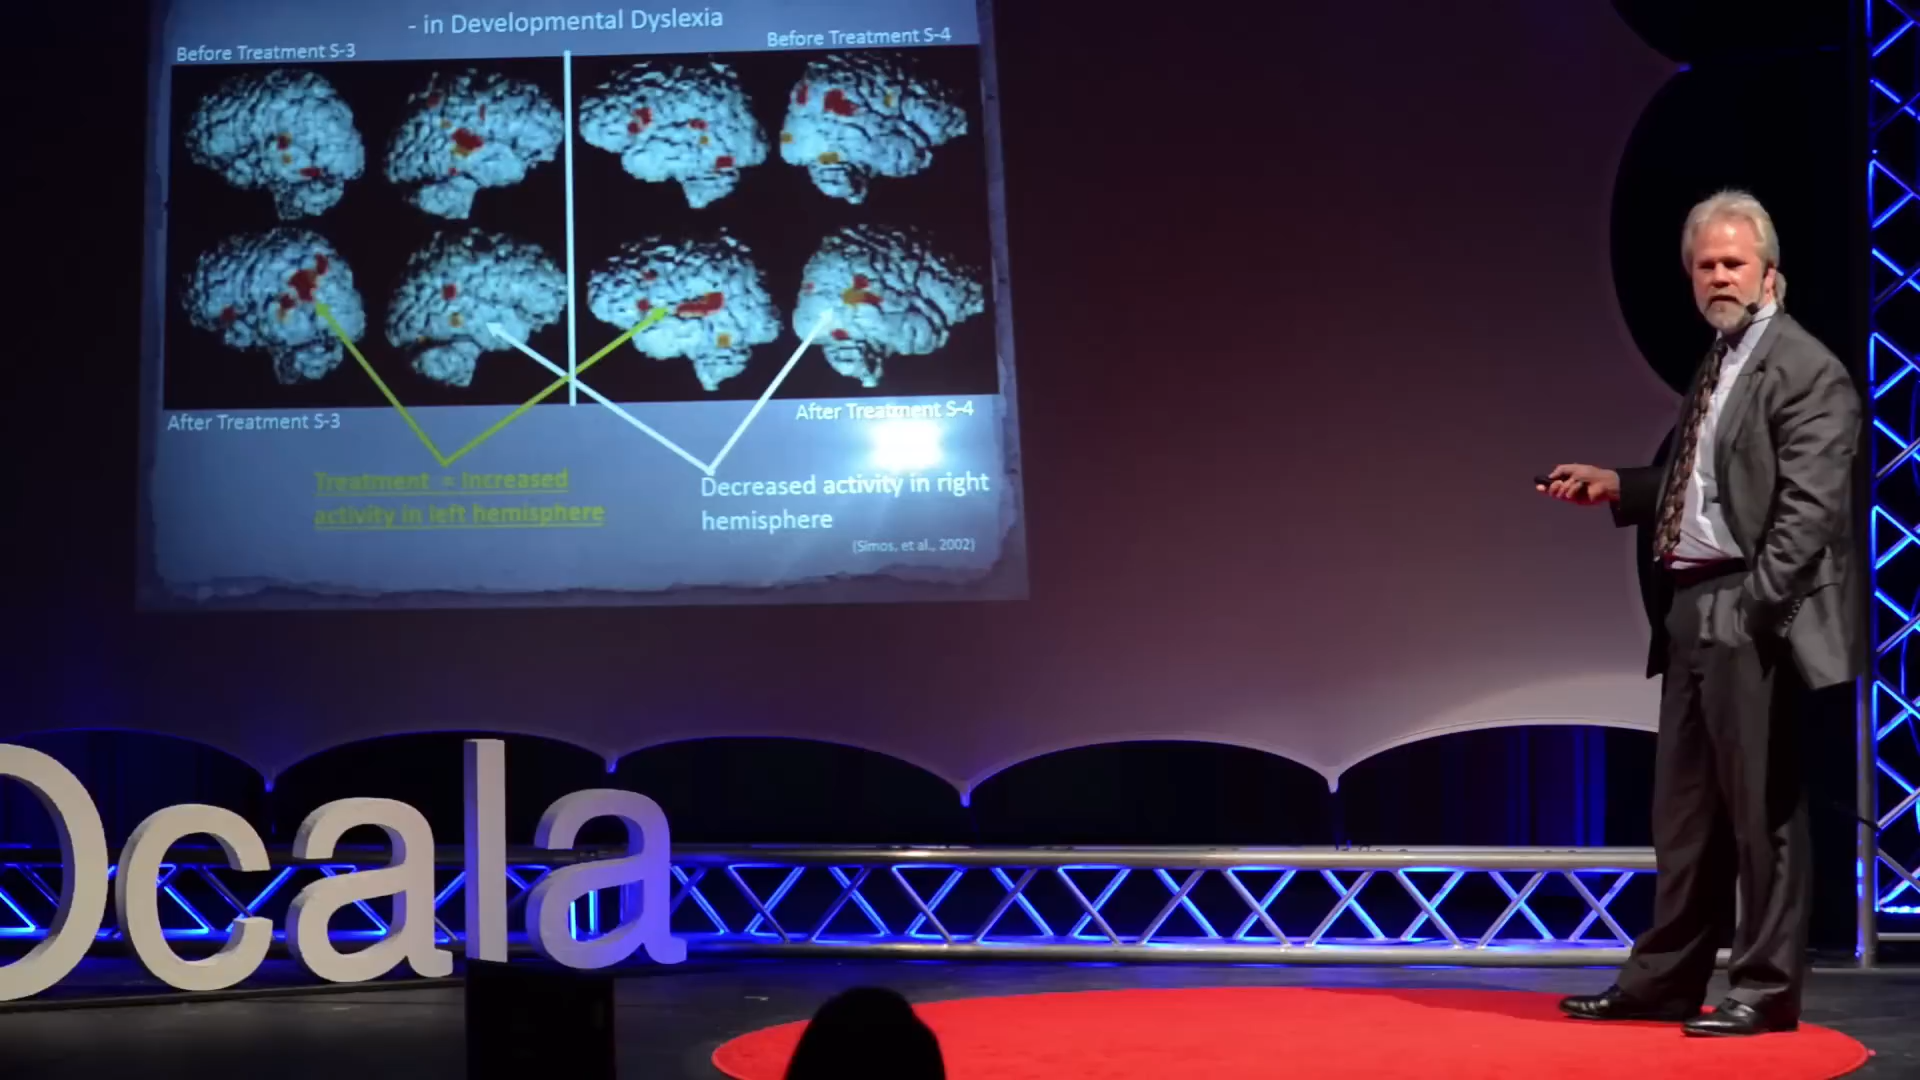 - in Developmental Dyslexia
Before Treatment S-3
Before Treatment S-4
After Treatment S-3
After Treatment S-4
Treatment = Increased
activity in left hemisphere
Decreased activity in right
hemisphere
(Simos, et al., 2002)
Ocala